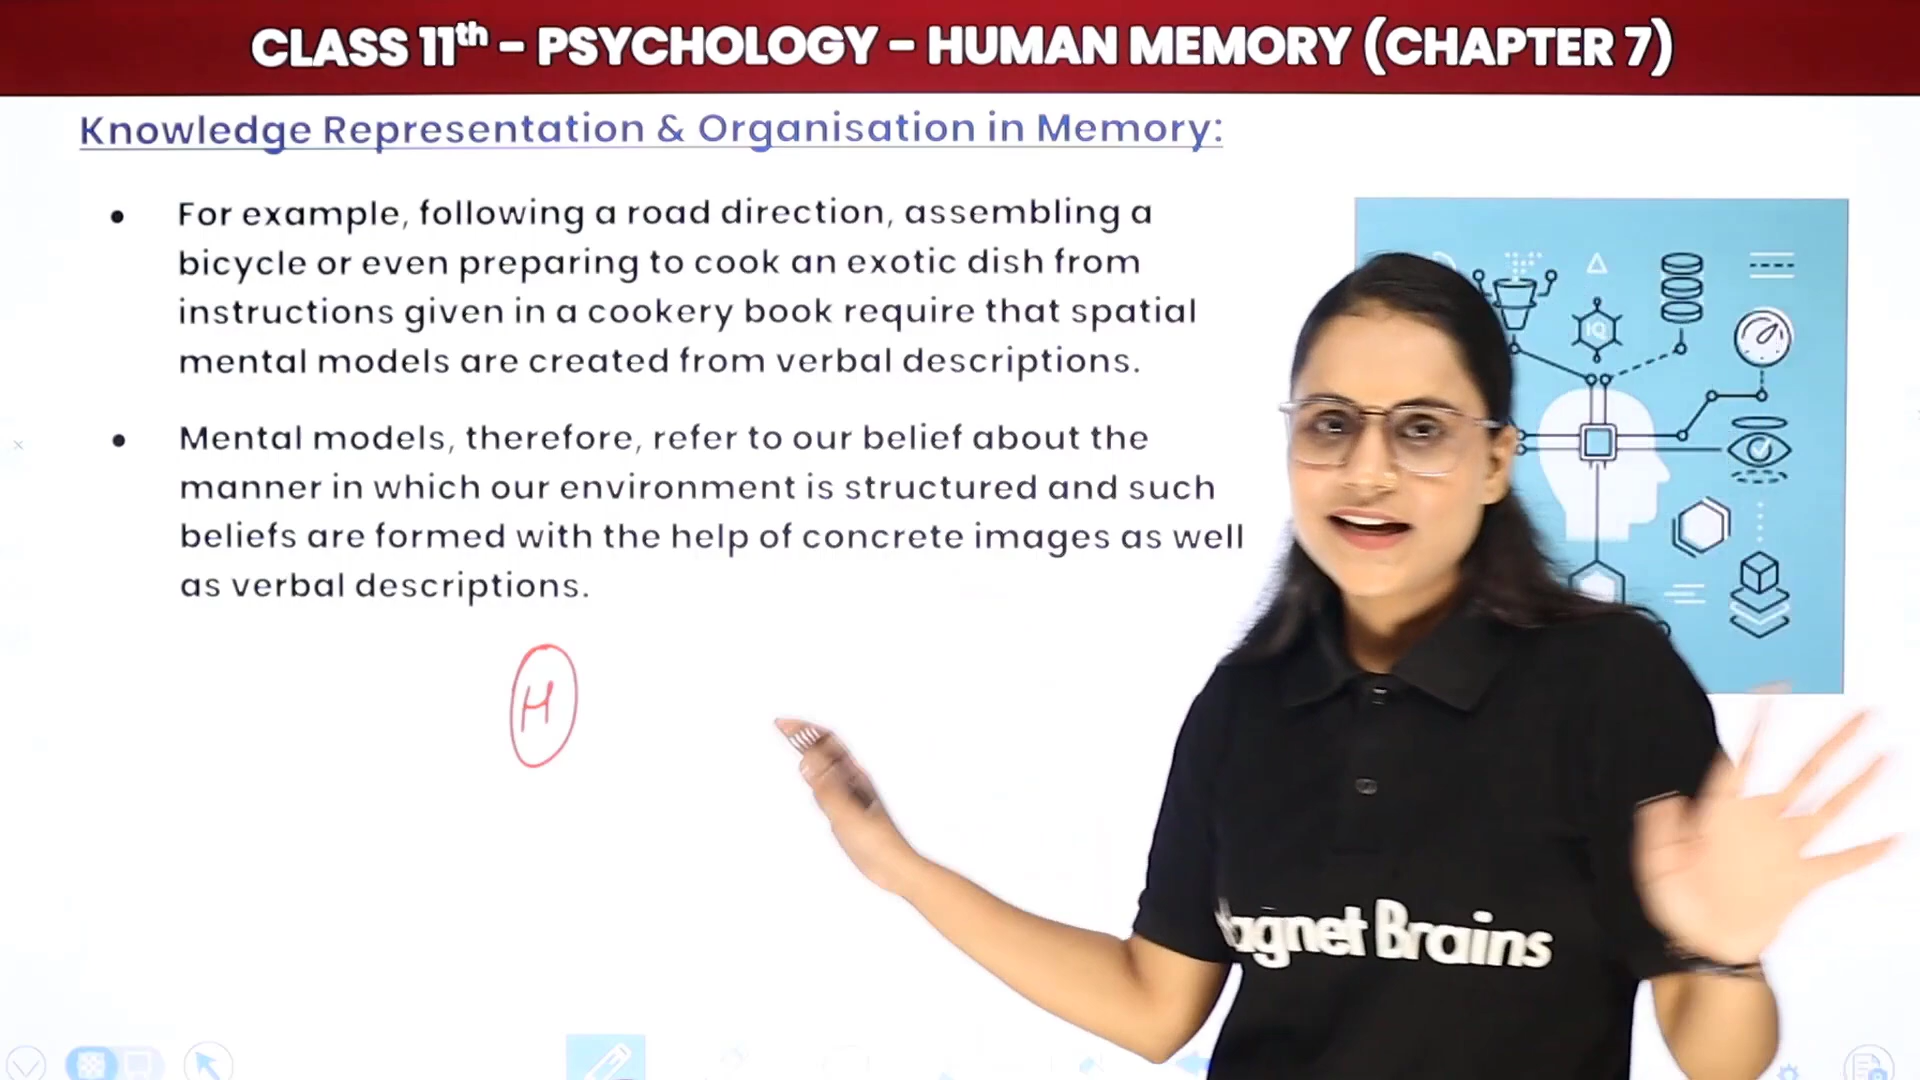 CLASS 11th – PSYCHOLOGY – HUMAN MEMORY (CHAPTER 7)
Knowledge Representation & Organisation in Memory:
• For example, following a road direction, assembling a
bicycle or even preparing to cook an exotic dish from
instructions given in a cookery book require that spatial
mental models are created from verbal descriptions.
• Mental models, therefore, refer to our belief about the
manner in which our environment is structured and such
beliefs are formed with the help of concrete images as well
as verbal descriptions.
IQ
H
agnet Brains